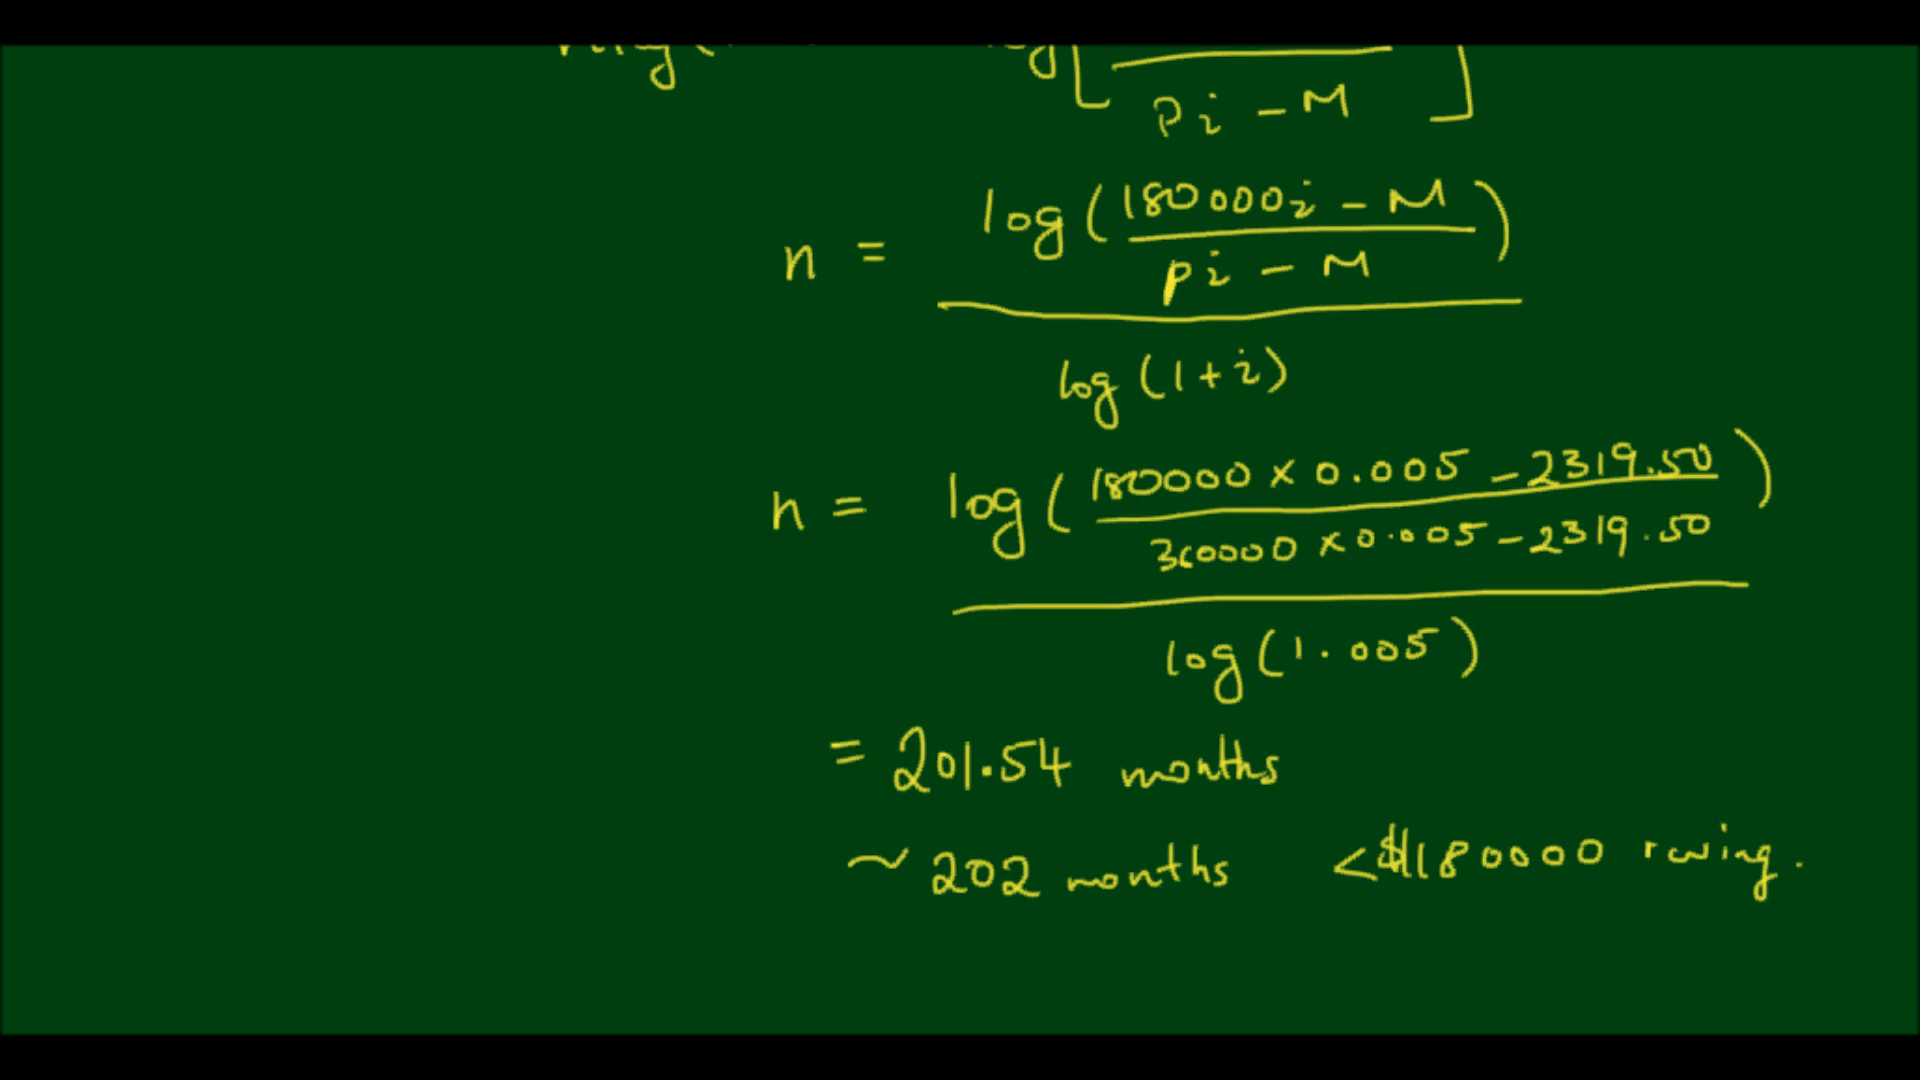 Pi - M ]
n = log(180000i - M / Pi - M) / log(1+i)
n = log(180000 x 0.005 - 2319.50 / 360000 x 0.005 - 2319.50) / log(1.005)
= 201.54 months
~ 202 months <$180000 rwing.